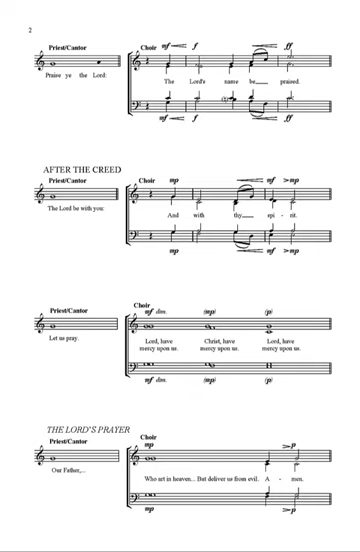 2
Priest/Cantor Choir mf f ff
Praise ye the Lord: The Lord's name be praised.
mf f ff
AFTER THE CREED
Priest/Cantor Choir mp mf >mp
The Lord be with you: And with thy spi- rit.
mp mf >mp
Priest/Cantor Choir
mf dim. (mp) (p)
Let us pray. Lord, have Christ, have Lord, have
mercy upon us. mercy upon us. mercy upon us.
mf dim. (mp) (p)
THE LORD'S PRAYER
Priest/Cantor Choir
mp >p
Our Father,... Who art in heaven... But deliver us from evil. A- men.
mp >p